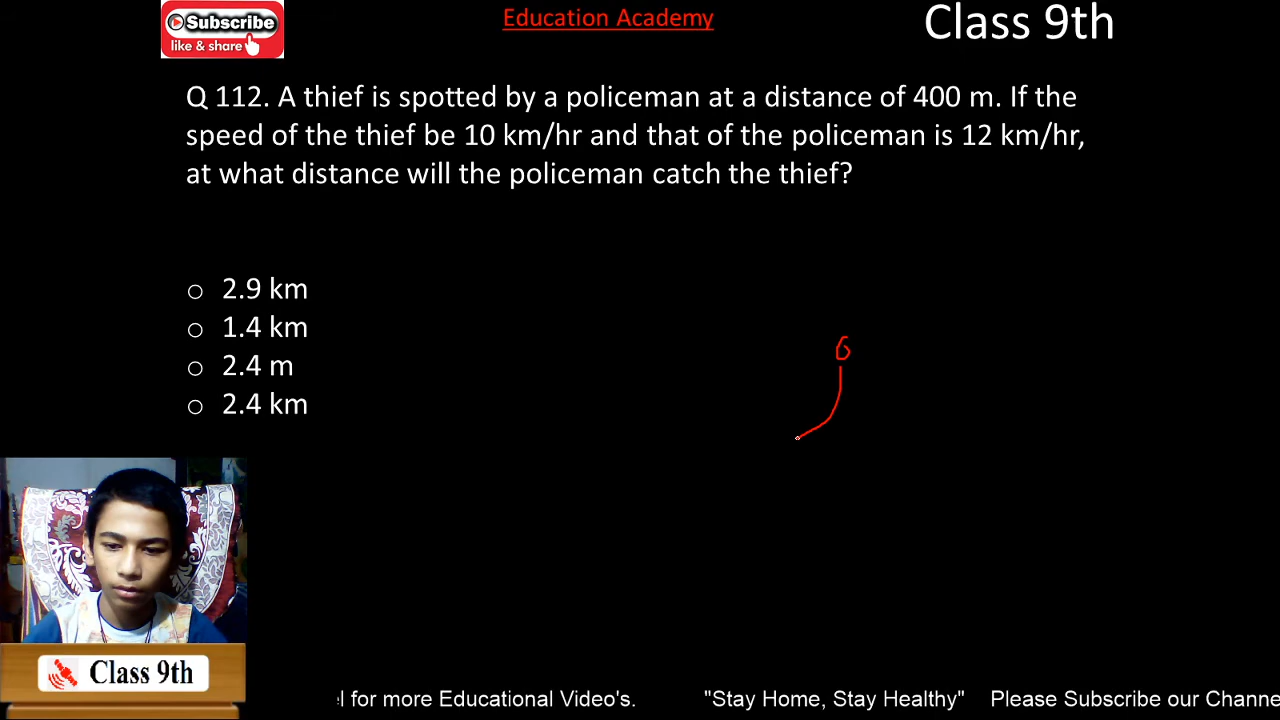 Subscribe
like & share
Education Academy
Class 9th
Q 112. A thief is spotted by a policeman at a distance of 400 m. If the
speed of the thief be 10 km/hr and that of the policeman is 12 km/hr,
at what distance will the policeman catch the thief?
2.9 km
1.4 km
2.4 m
2.4 km
Class 9th
for more Educational Video's.
"Stay Home, Stay Healthy"
Please Subscribe our